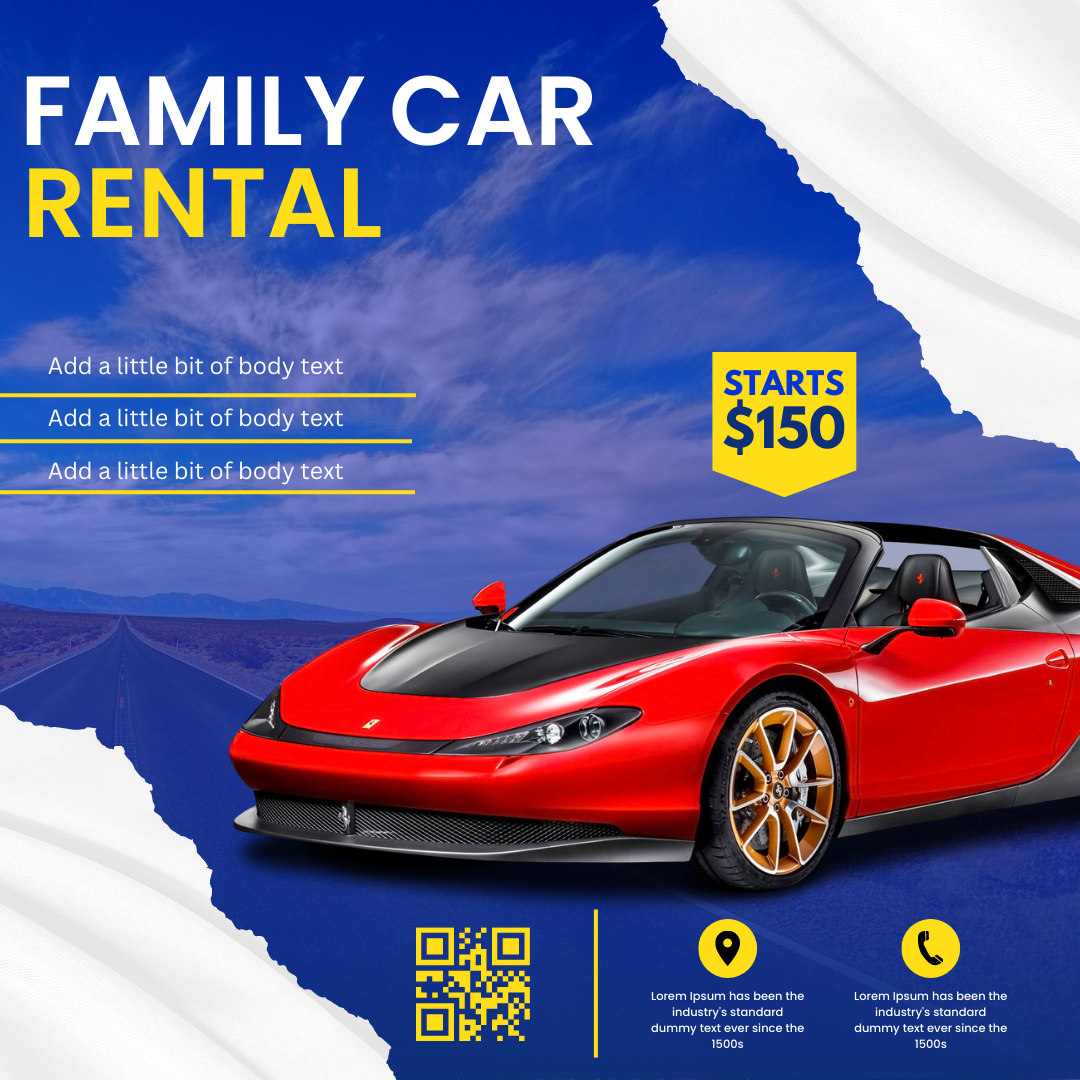 FAMILY CAR
RENTAL
Add a little bit of body text
Add a little bit of body text
Add a little bit of body text
STARTS
$150
Lorem Ipsum has been the
industry's standard
dummy text ever since the
1500s
Lorem Ipsum has been the
industry's standard
dummy text ever since the
1500s